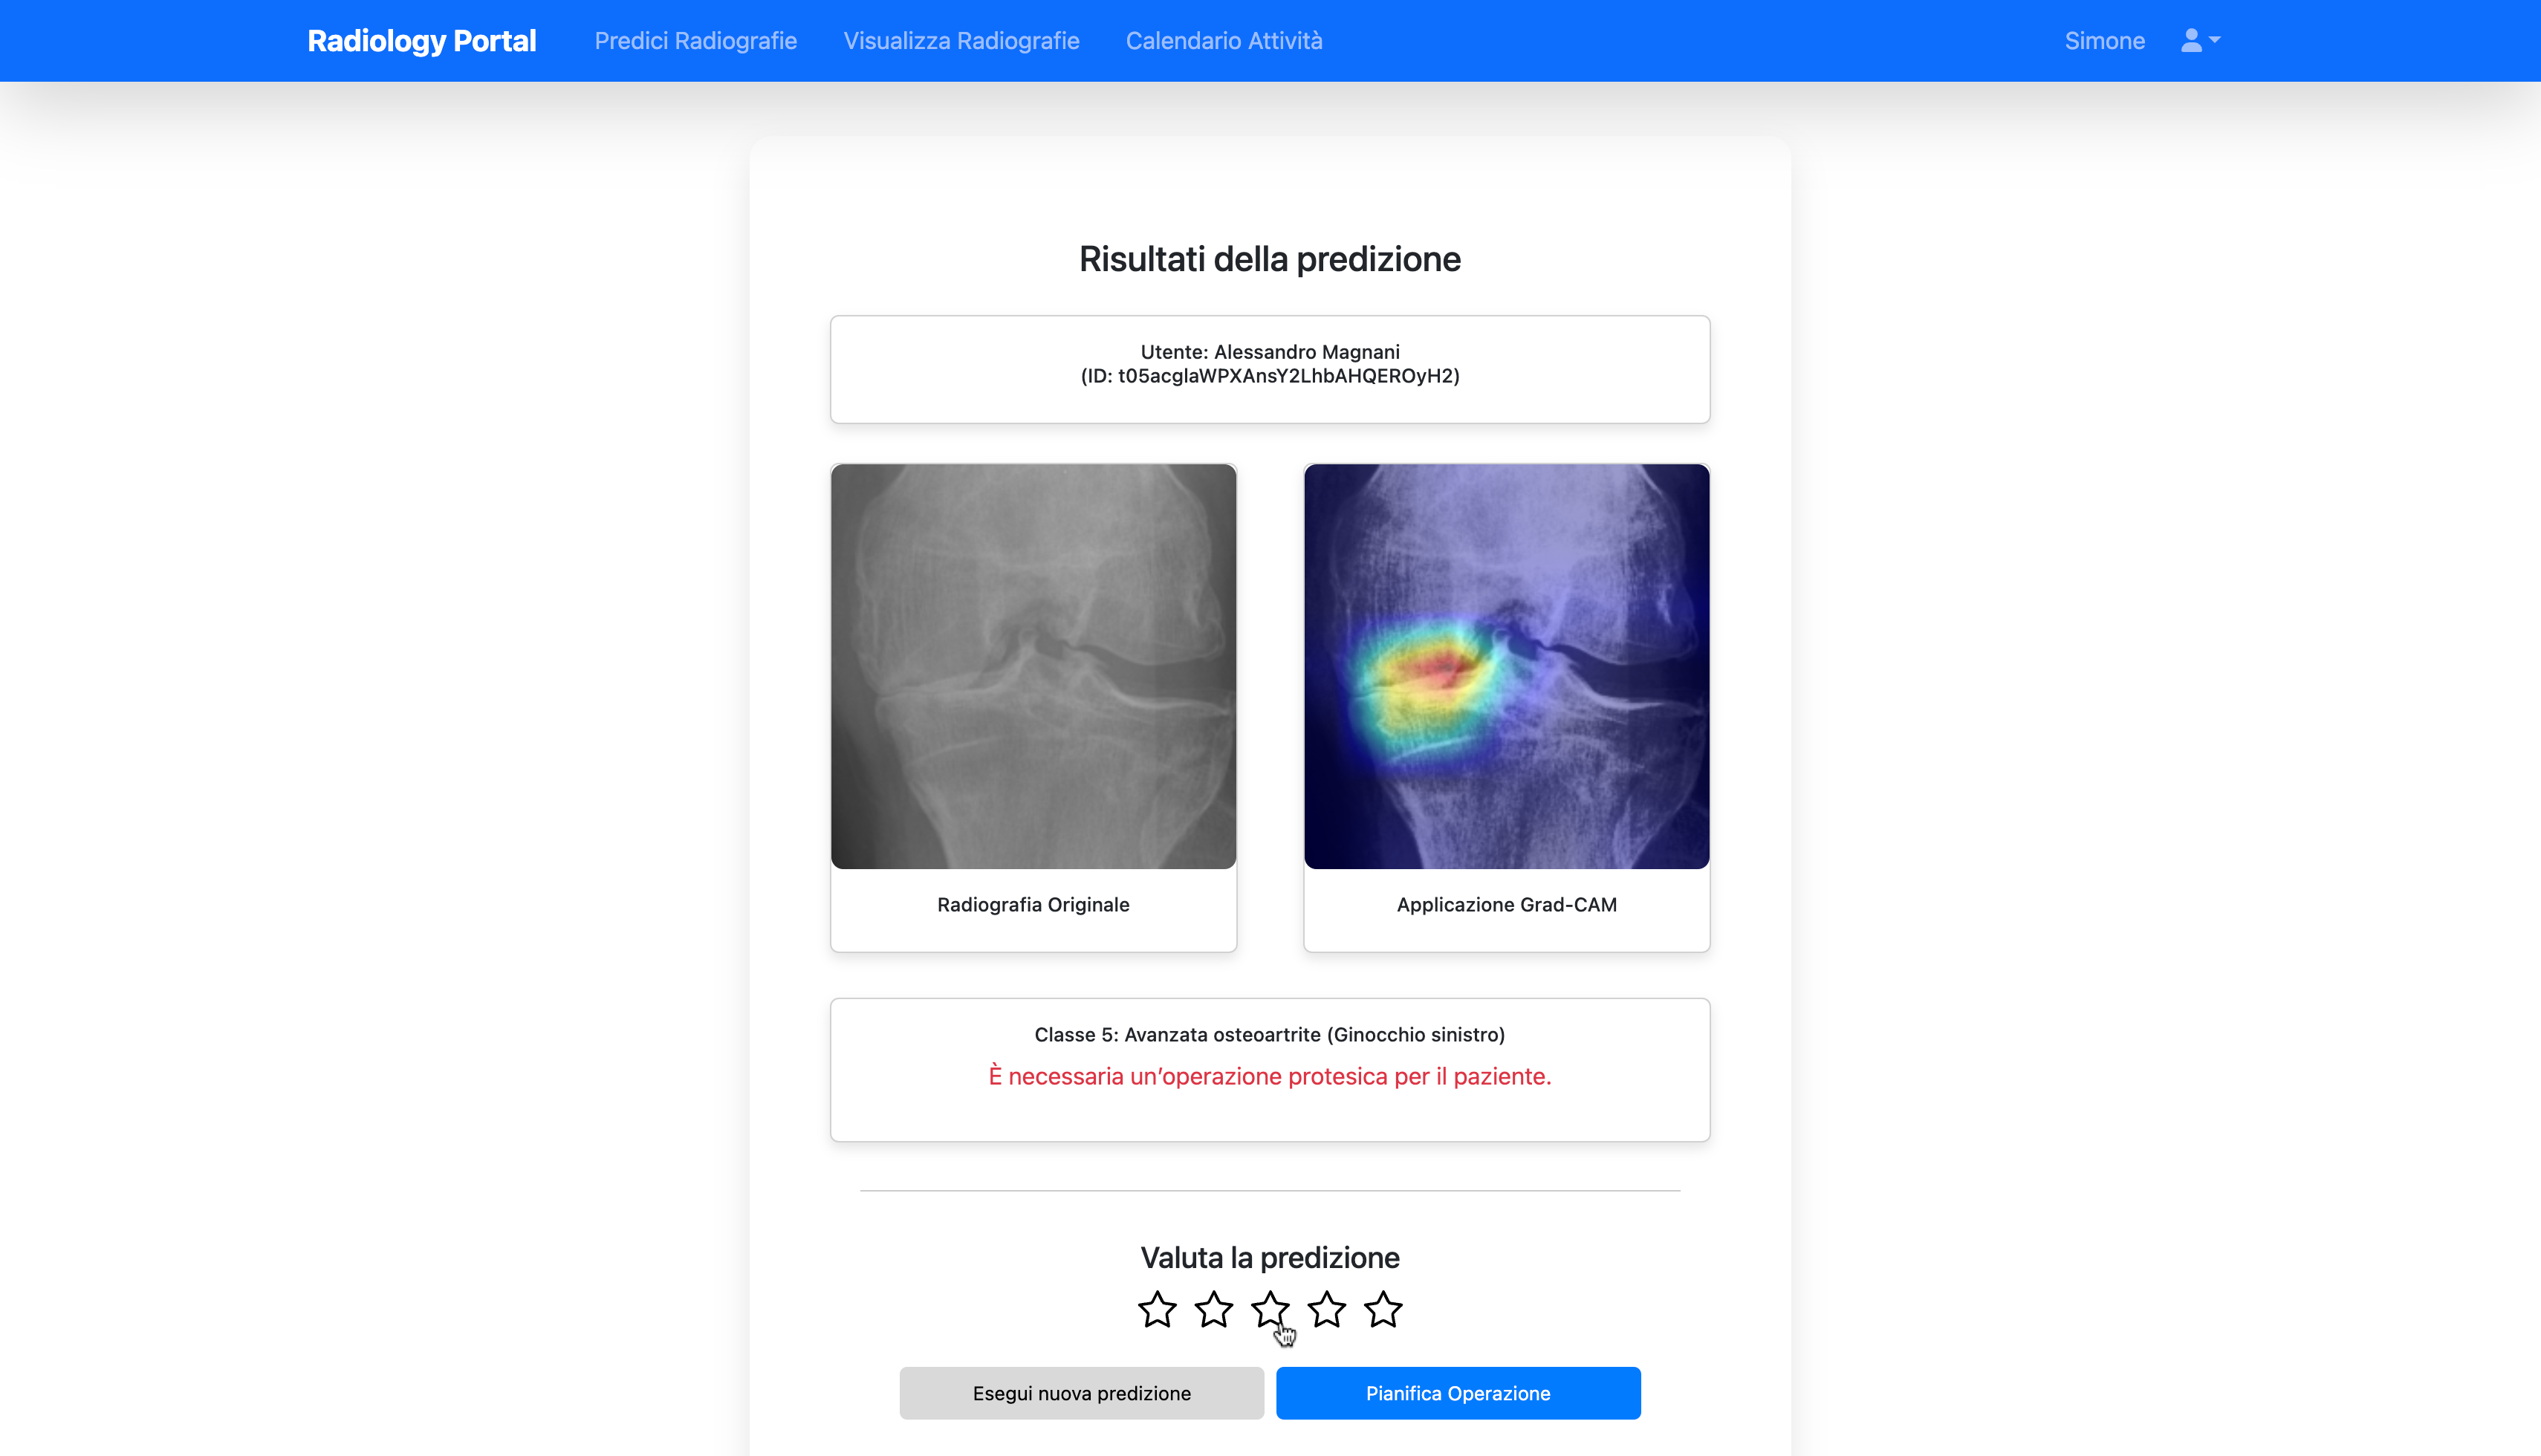 Radiology Portal Predici Radiografie Visualizza Radiografie Calendario Attività Simone
Risultati della predizione
Utente: Alessandro Magnani
(ID: t05acglaWPXAnsY2LhbAHQEROyH2)
Radiografia Originale
Applicazione Grad-CAM
Classe 5: Avanzata osteoartrite (Ginocchio sinistro)
È necessaria un’operazione protesica per il paziente.
Valuta la predizione
Esegui nuova predizione
Pianifica Operazione